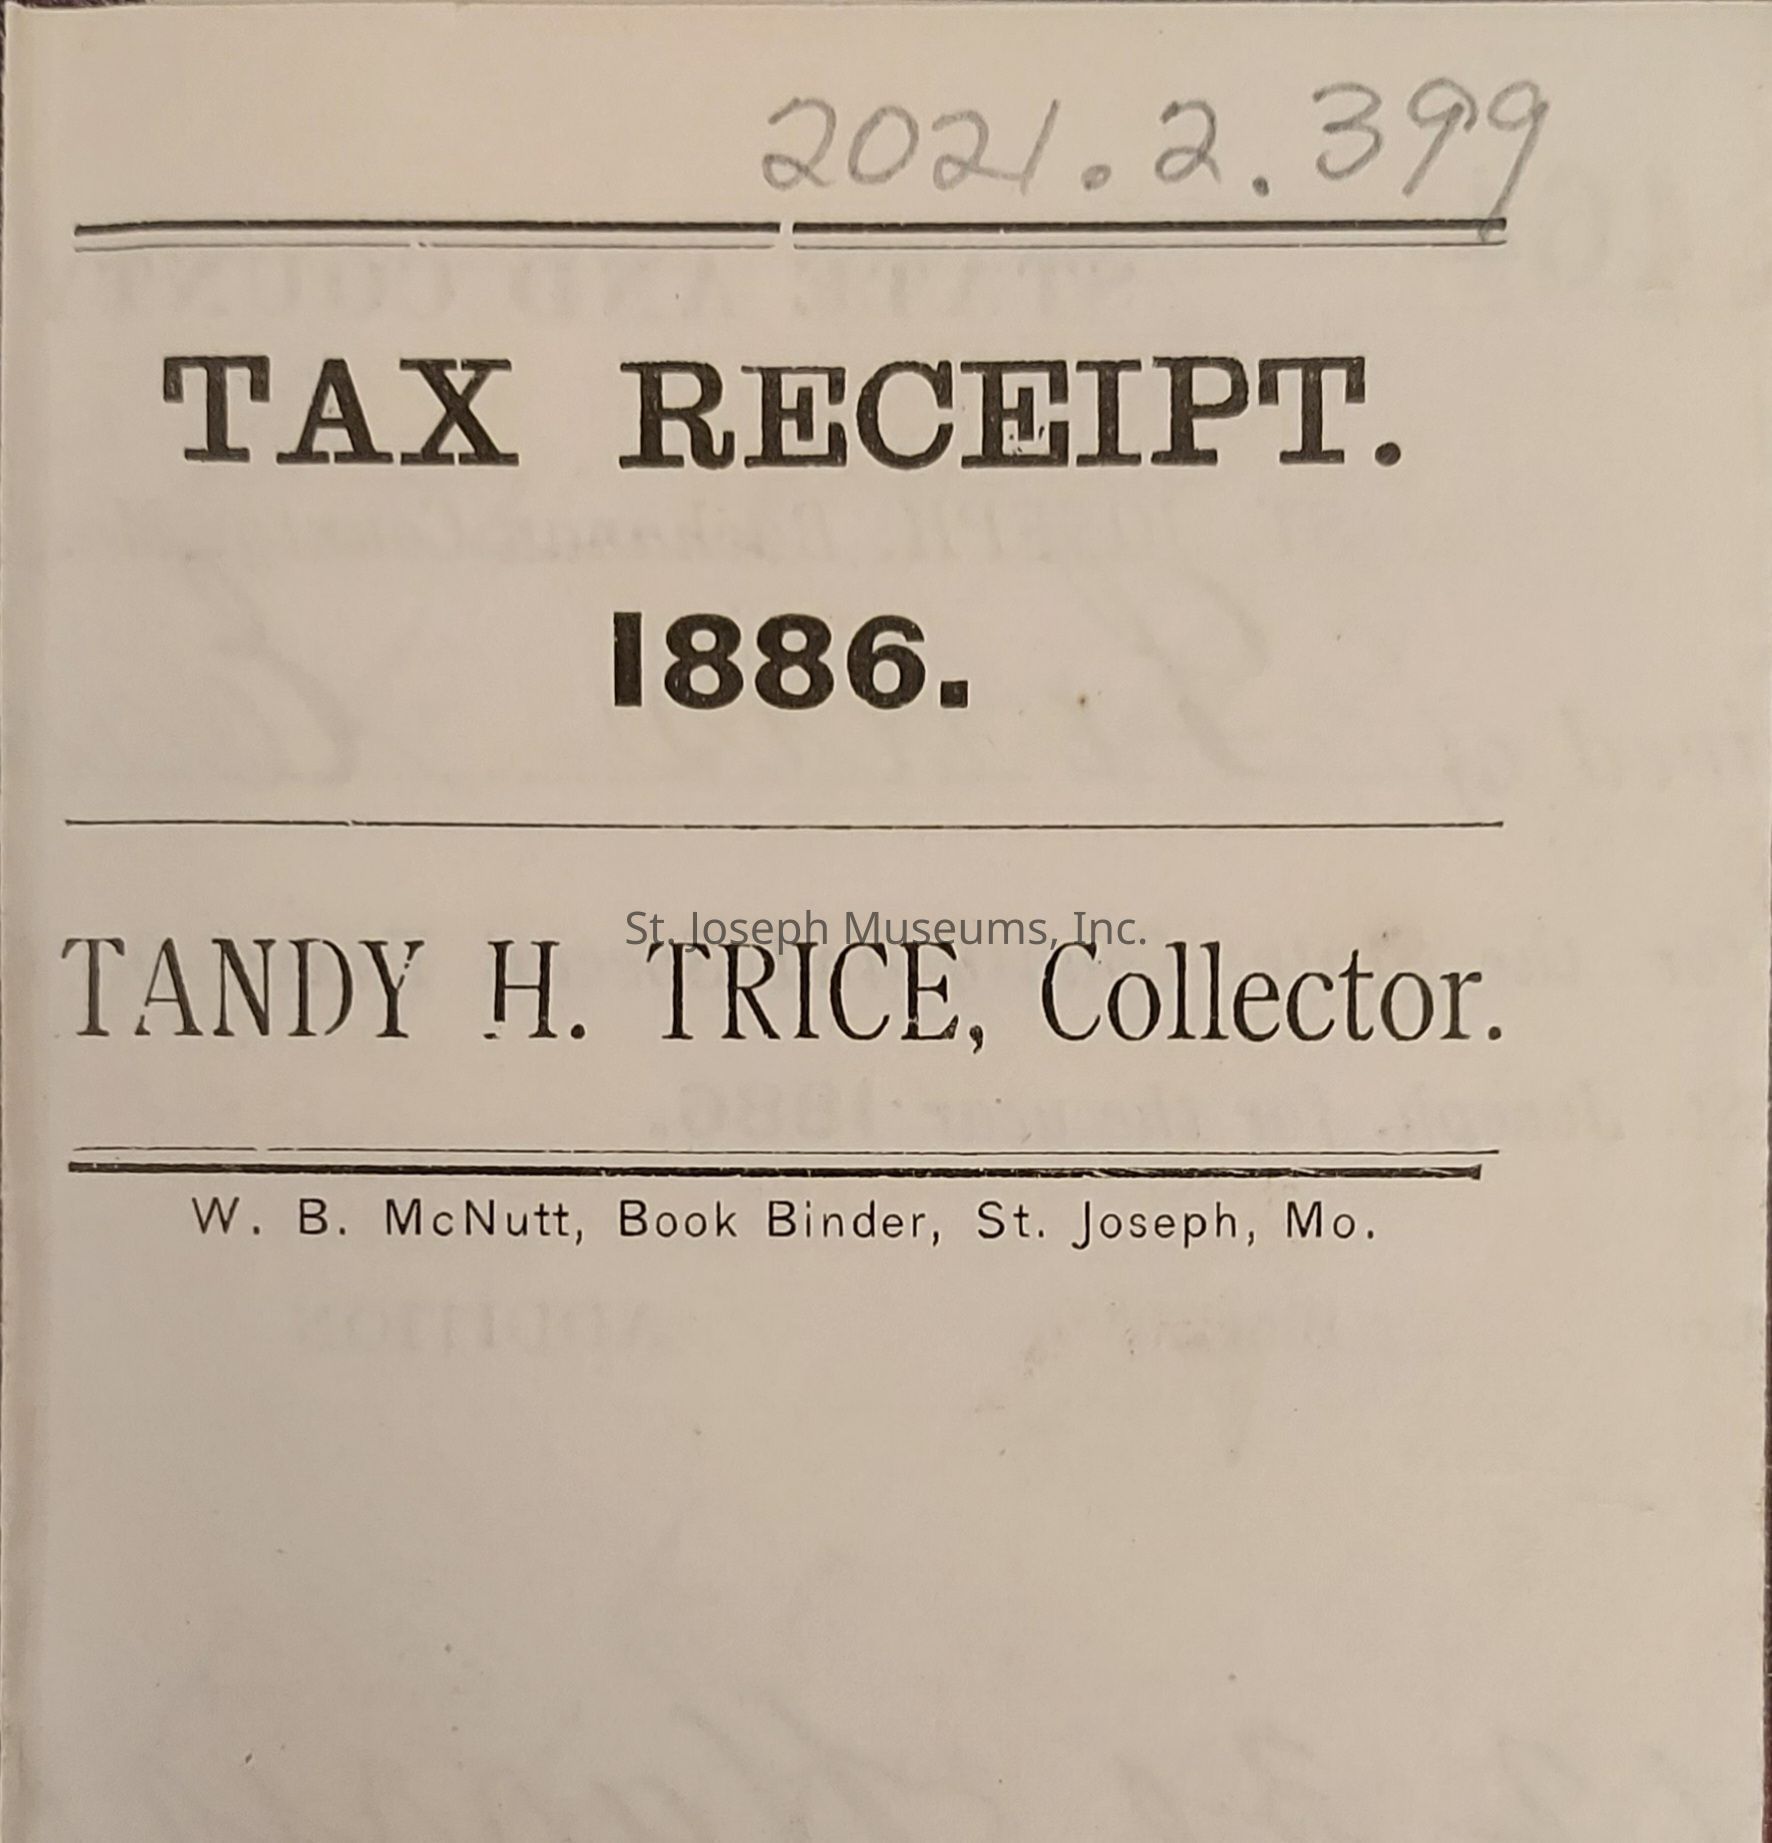 2021.2.399
TAX RECEIPT.
1886.
St. Joseph Museums, Inc.
TANDY H. TRICE, Collector.
W. B. McNutt, Book Binder, St. Joseph, Mo.